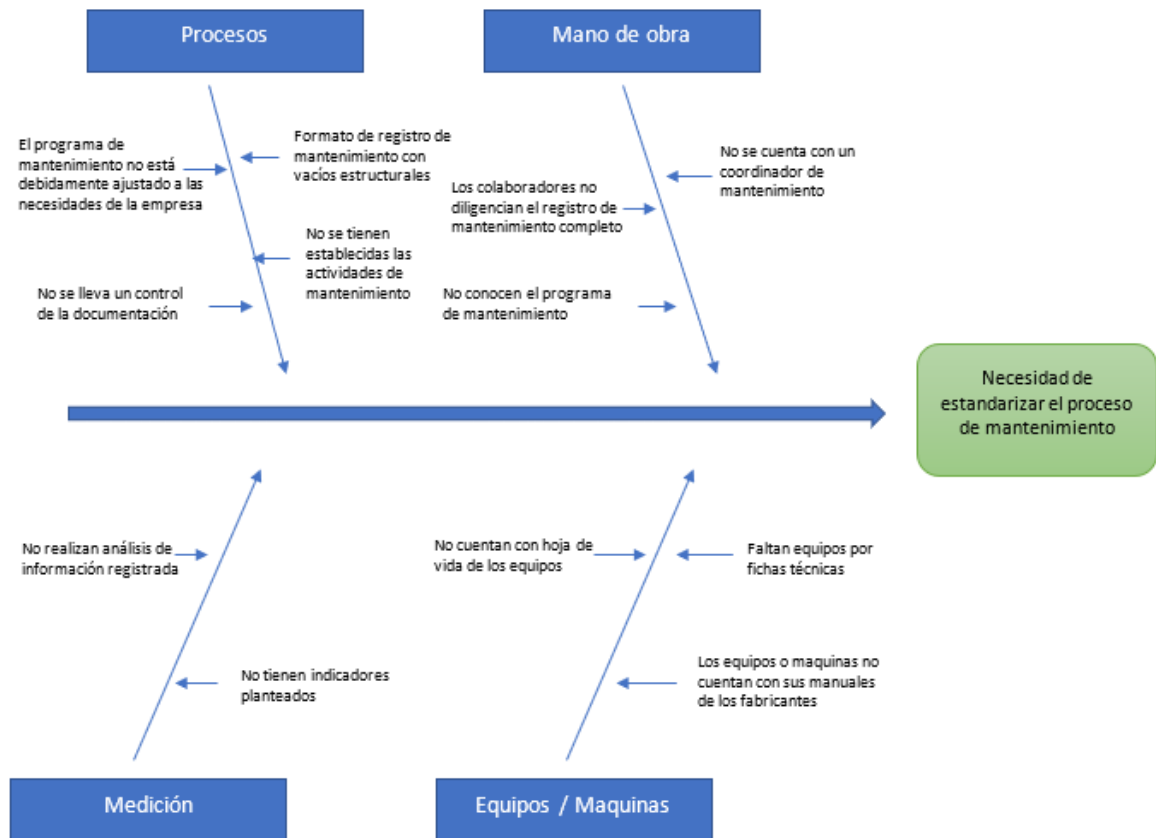 Procesos
Mano de obra
El programa de
mantenimiento no está
debidamente ajustado a las
necesidades de la empresa
Formato de registro de
mantenimiento con
vacíos estructurales
No se tienen
establecidas las
actividades de
mantenimiento
No se lleva un control
de la documentación
No se cuenta con un
coordinador de
mantenimiento
Los colaboradores no
diligencian el registro de
mantenimiento completo
No conocen el programa
de mantenimiento
Necesidad de
estandarizar el proceso
de mantenimiento
No realizan análisis de
información registrada
No tienen indicadores
planteados
No cuentan con hoja de
vida de los equipos
Faltan equipos por
fichas técnicas
Los equipos o maquinas no
cuentan con sus manuales
de los fabricantes
Medición
Equipos / Maquinas